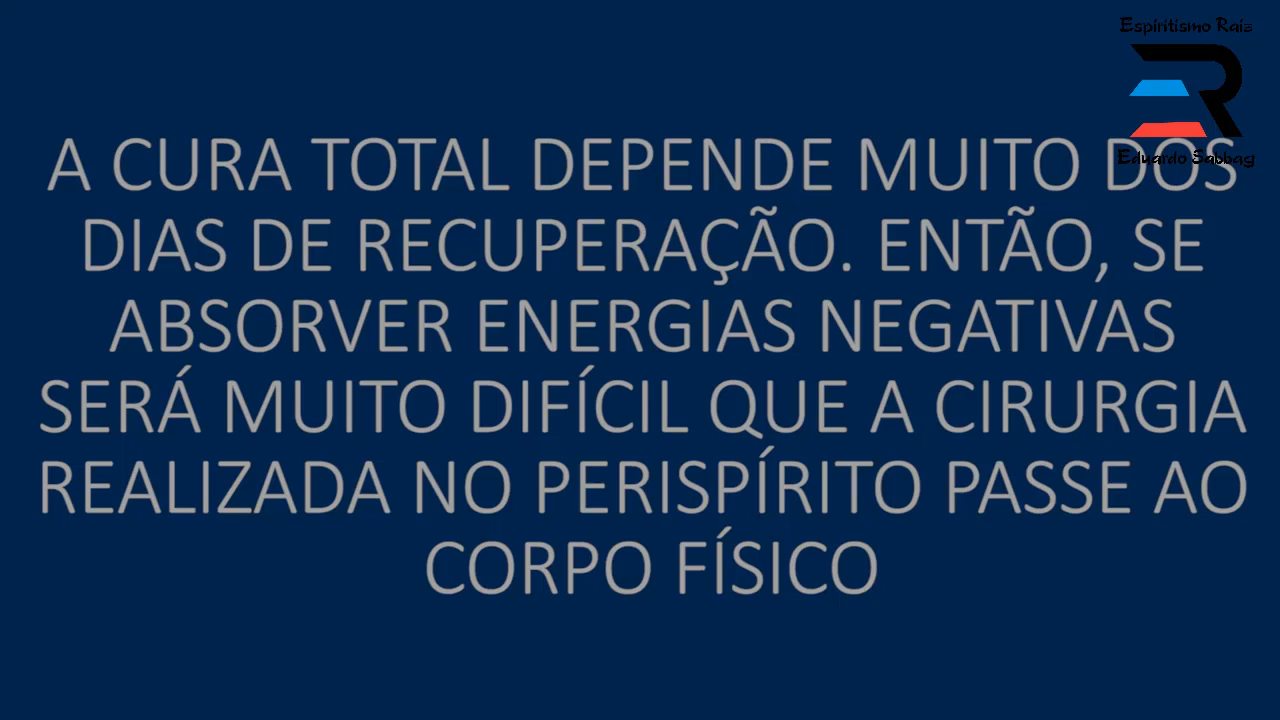 Espiritismo Raiz
ER
Eduardo Sabbag
A CURA TOTAL DEPENDE MUITO DOS
DIAS DE RECUPERAÇÃO. ENTÃO, SE
ABSORVER ENERGIAS NEGATIVAS
SERÁ MUITO DIFÍCIL QUE A CIRURGIA
REALIZADA NO PERISPÍRITO PASSE AO
CORPO FÍSICO